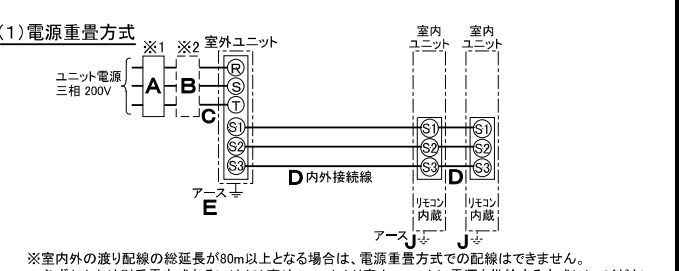 (1)電源重畳方式
※1 ※2 室外ユニット
室内ユニット 室内ユニット
ユニット電源
三相 200V
A B
R
S
T
C
S1 S1 S1
S2 S2 S2
S3 S3 S3
D 内外接続線 D
アース
E
リモコン内蔵 リモコン内蔵
アース J J
※室内外の渡り配線の総延長が80m以上となる場合は、電源重畳方式での配線はできません。